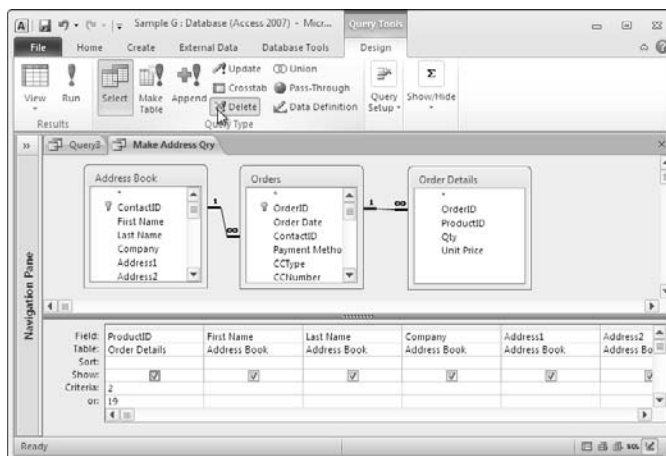 Sample G : Database (Access 2007) - Micr... Query Tools
File Home Create External Data Database Tools Design
View Run Select Make Table Append Update Crosstab Delete Union Pass-Through Data Definition Query Setup Show/Hide
Results Query Type
Query3 Make Address Qry
Navigation Pane
Address Book Orders Order Details
* * *
ContactID OrderID OrderID
First Name Order Date ProductID
Last Name ContactID Qty
Company Payment Metho Unit Price
Address1 CCType
Address2 CCNumber
1 ∞ 1 ∞
Field: ProductID First Name Last Name Company Address1 Address2
Table: Order Details Address Book Address Book Address Book Address Book Address Bo
Sort:
Show:
Criteria: 2
or: 19
Ready SQL